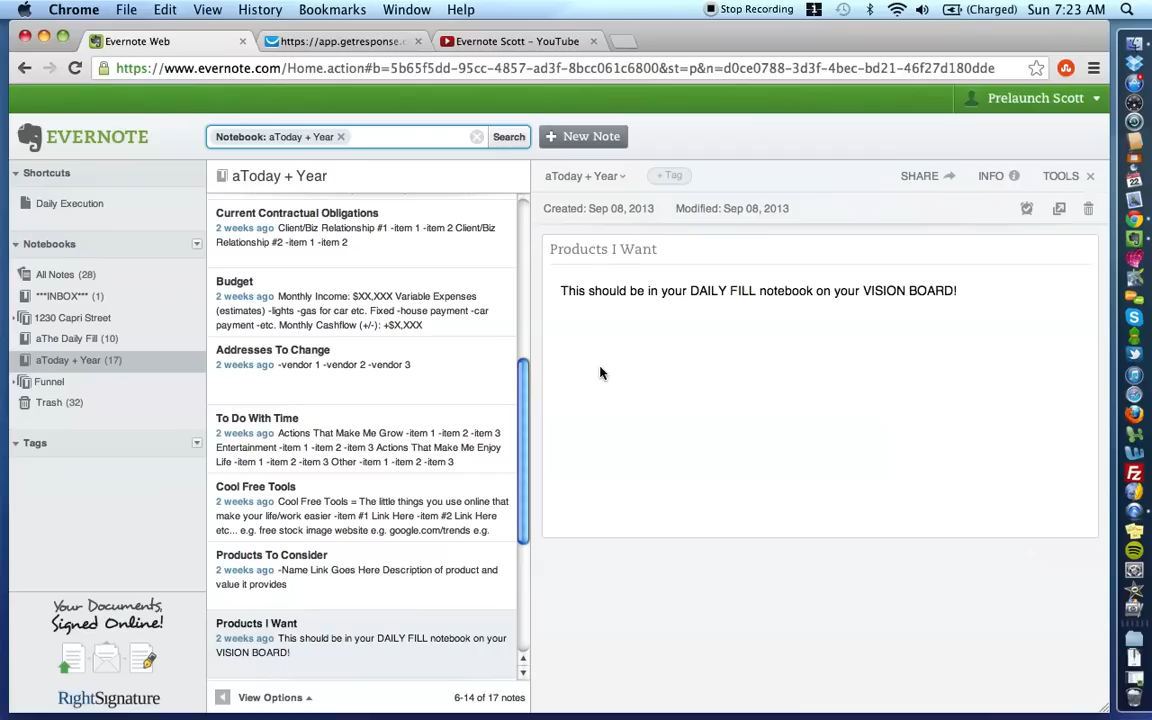 Chrome File Edit View History Bookmarks Window Help
Stop Recording (Charged) Sun 7:23 AM
Evernote Web
https://app.getresponse.c
Evernote Scott - YouTube
https://www.evernote.com/Home.action#b=5b65f5dd-95cc-4857-ad3f-8bcc061c6800&st=p&n=d0ce0788-3d3f-4bec-bd21-46f27d180dde
Prelaunch Scott
EVERNOTE
Notebook: aToday + Year
Search
+ New Note
Shortcuts
Daily Execution
Notebooks
All Notes (28)
***INBOX*** (1)
1230 Capri Street
aThe Daily Fill (10)
aToday + Year (17)
Funnel
Trash (32)
Tags
Your Documents,
Signed Online!
RightSignature
aToday + Year
Current Contractual Obligations
2 weeks ago Client/Biz Relationship #1 -item 1 -item 2 Client/Biz
Relationship #2 -item 1 -item 2
Budget
2 weeks ago Monthly Income: $XX,XXX Variable Expenses
(estimates) -lights -gas for car etc. Fixed -house payment -car
payment -etc. Monthly Cashflow (+/-): +$X,XXX
Addresses To Change
2 weeks ago -vendor 1 -vendor 2 -vendor 3
To Do With Time
2 weeks ago Actions That Make Me Grow -item 1 -item 2 -item 3
Entertainment -item 1 -item 2 -item 3 Actions That Make Me Enjoy
Life -item 1 -item 2 -item 3 Other -item 1 -item 2 -item 3
Cool Free Tools
2 weeks ago Cool Free Tools = The little things you use online that
make your life/work easier -item #1 Link Here -item #2 Link Here
etc... e.g. free stock image website e.g. google.com/trends e.g.
Products To Consider
2 weeks ago -Name Link Goes Here Description of product and
value it provides
Products I Want
2 weeks ago This should be in your DAILY FILL notebook on your
VISION BOARD!
View Options
6-14 of 17 notes
aToday + Year
+ Tag
SHARE
INFO
TOOLS
Created: Sep 08, 2013
Modified: Sep 08, 2013
Products I Want
This should be in your DAILY FILL notebook on your VISION BOARD!